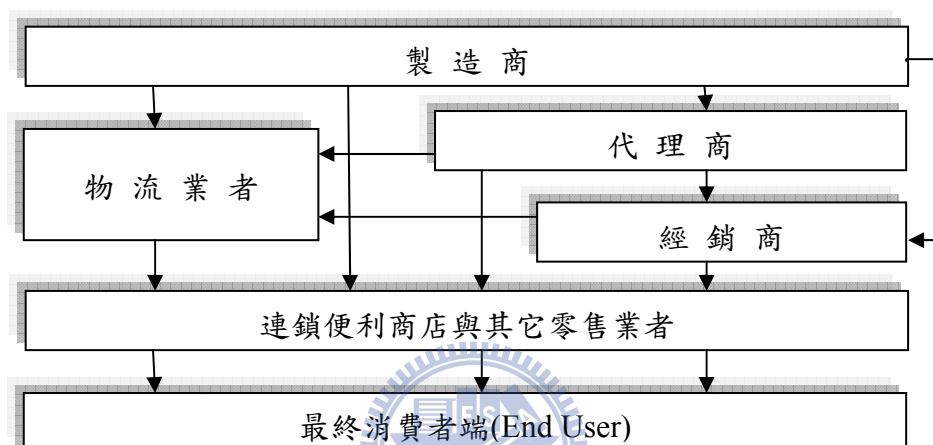 製 造 商
代 理 商
物 流 業 者
經 銷 商
連鎖便利商店與其它零售業者
最終消費者端(End User)